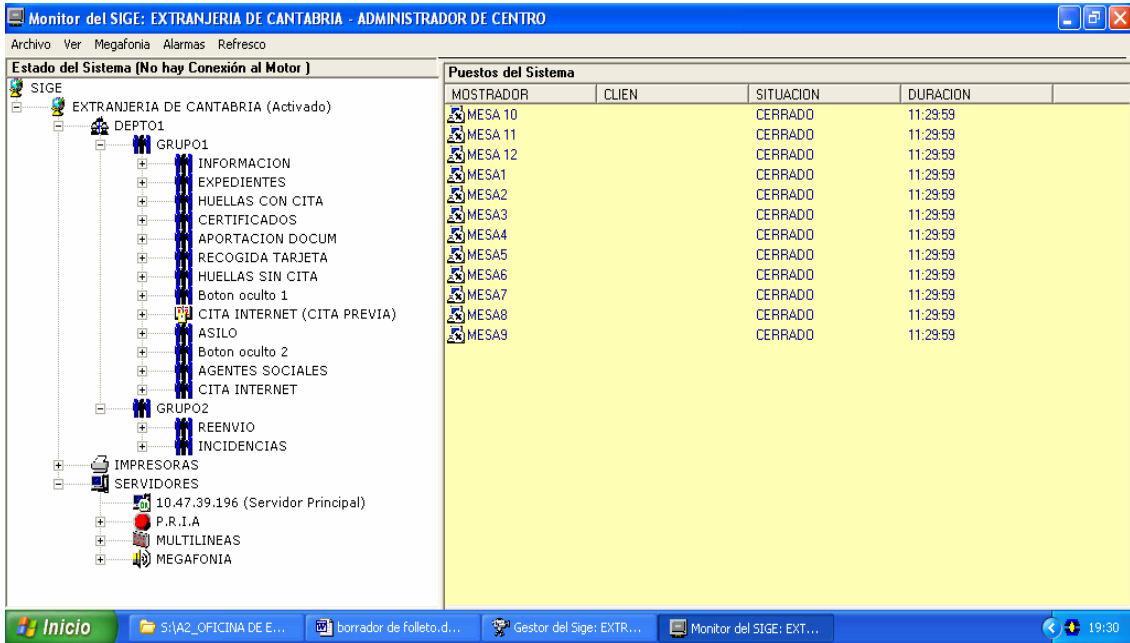 Monitor del SIGE: EXTRANJERIA DE CANTABRIA - ADMINISTRADOR DE CENTRO
Archivo Ver Megafonia Alarmas Refresco
Estado del Sistema (No hay Conexión al Motor )
SIGE
EXTRANJERIA DE CANTABRIA (Activado)
DEPTO1
GRUPO1
INFORMACION
EXPEDIENTES
HUELLAS CON CITA
CERTIFICADOS
APORTACION DOCUM
RECOGIDA TARJETA
HUELLAS SIN CITA
Boton oculto 1
CITA INTERNET (CITA PREVIA)
ASILO
Boton oculto 2
AGENTES SOCIALES
CITA INTERNET
GRUPO2
REENVIO
INCIDENCIAS
IMPRESORAS
SERVIDORES
10.47.39.196 (Servidor Principal)
P.R.I.A
MULTILINEAS
MEGAFONIA
Puestos del Sistema
MOSTRADOR CLIEN SITUACION DURACION
MESA 10 CERRADO 11:29:59
MESA 11 CERRADO 11:29:59
MESA 12 CERRADO 11:29:59
MESA1 CERRADO 11:29:59
MESA2 CERRADO 11:29:59
MESA3 CERRADO 11:29:59
MESA4 CERRADO 11:29:59
MESA5 CERRADO 11:29:59
MESA6 CERRADO 11:29:59
MESA7 CERRADO 11:29:59
MESA8 CERRADO 11:29:59
MESA9 CERRADO 11:29:59
Inicio S:\A2_OFICINA DE E... borrador de folleto.d... Gestor del Sige: EXTR... Monitor del SIGE: EXT... 19:30